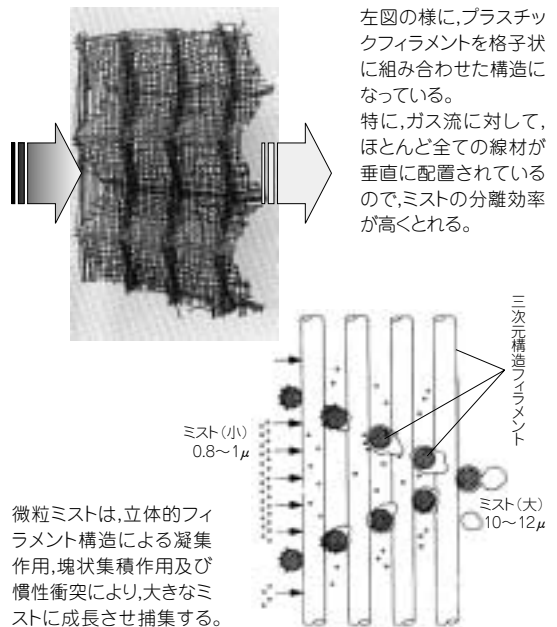 左図の様に,プラスチッ
クフィラメントを格子状
に組み合わせた構造に
なっている。
特に,ガス流に対して,
ほとんど全ての線材が
垂直に配置されている
ので,ミストの分離効率
が高くとれる。
三次元構造フィラメント
ミスト(小)
0.8～1μ
ミスト(大)
10～12μ
微粒ミストは,立体的フィ
ラメント構造による凝集
作用,塊状集積作用及び
慣性衝突により,大きなミ
ストに成長させ捕集する。